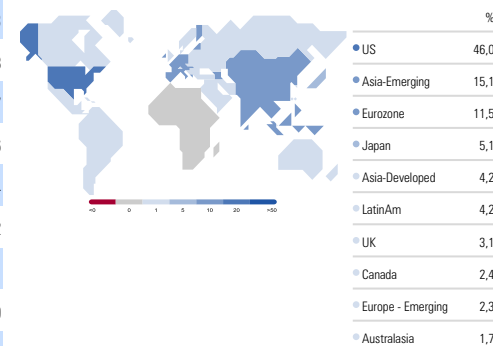 %
US 46,0
Asia-Emerging 15,1
Eurozone 11,5
Japan 5,1
Asia-Developed 4,2
LatinAm 4,2
UK 3,1
Canada 2,4
Europe - Emerging 2,3
Australasia 1,7
<0 0 1 5 10 20 >50